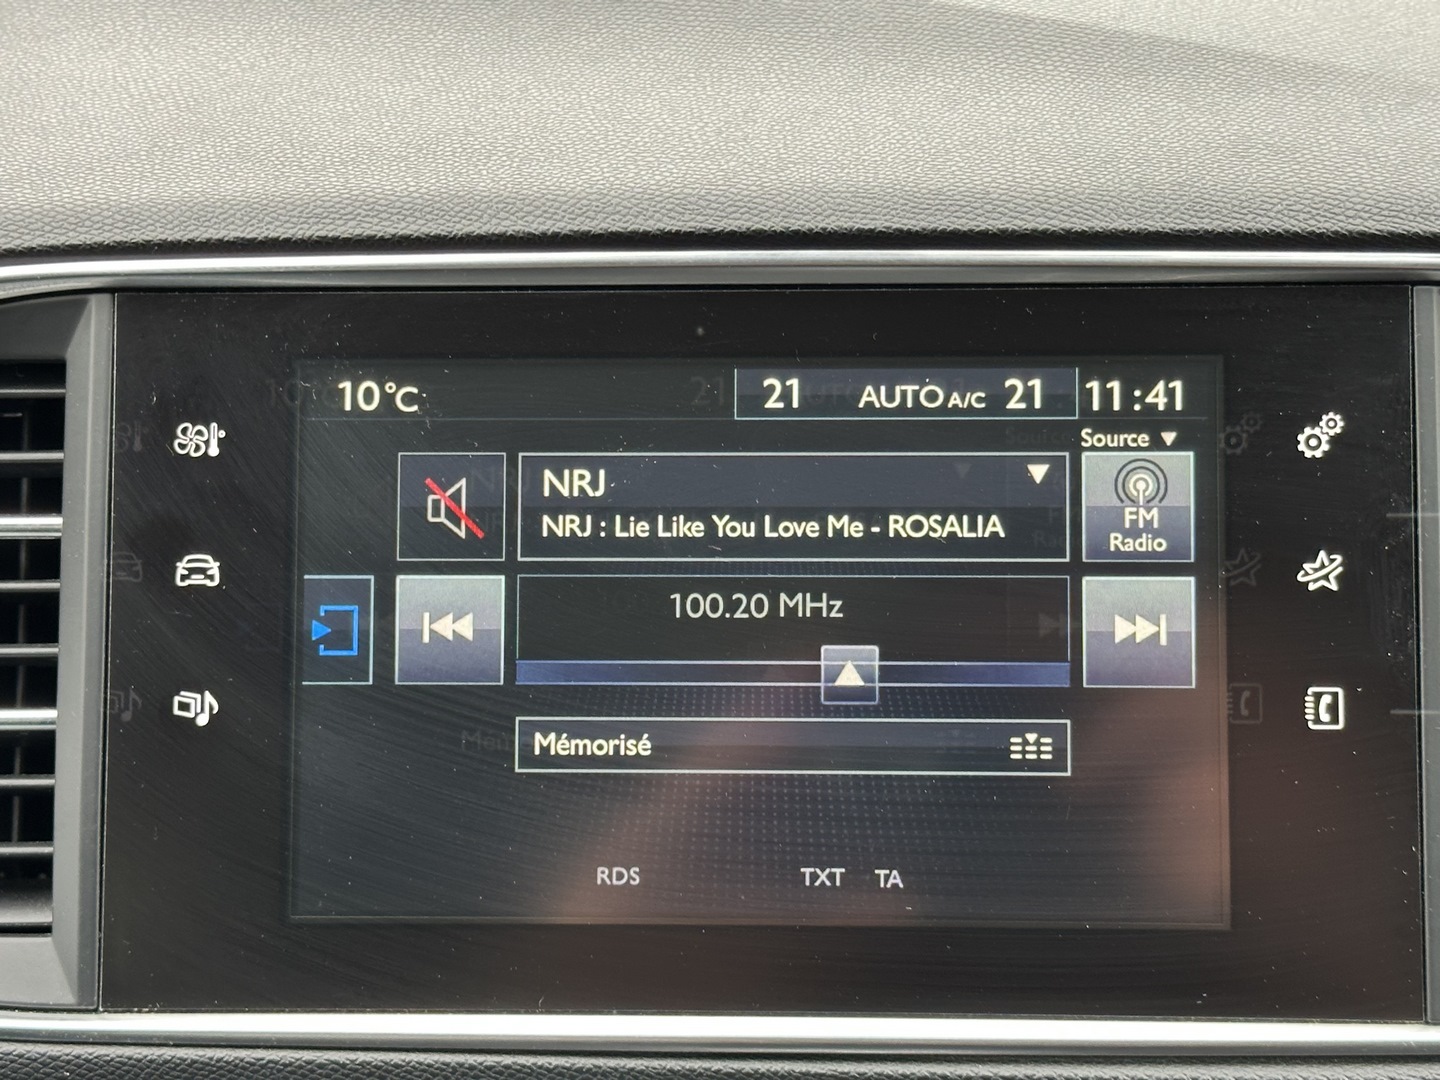 10°C
21 AUTO A/C 21
11:41
Source
NRJ
NRJ : Lie Like You Love Me - ROSALIA
FM
Radio
100.20 MHz
Mémorisé
RDS TXT TA